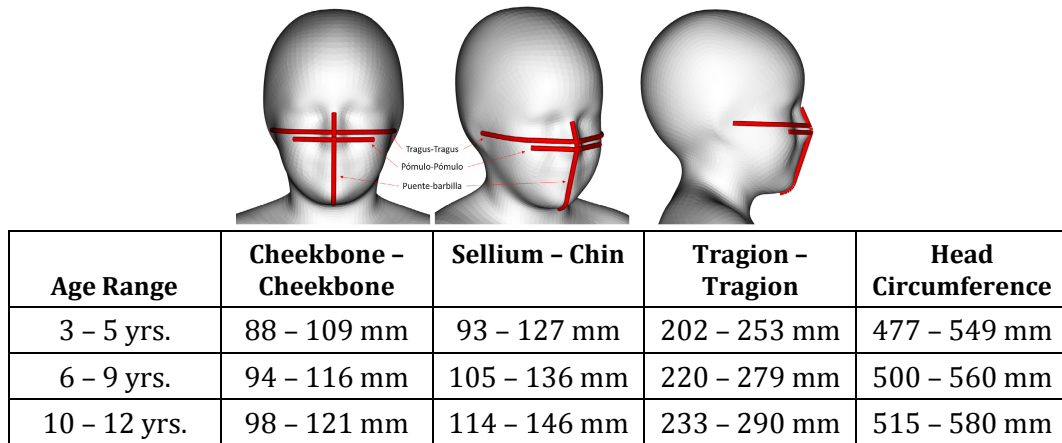 Tragus-Tragus
Pómulo-Pómulo
Puente-barbilla
Age Range Cheekbone – Cheekbone Sellium – Chin Tragion – Tragion Head Circumference
3 – 5 yrs. 88 – 109 mm 93 – 127 mm 202 – 253 mm 477 – 549 mm
6 – 9 yrs. 94 – 116 mm 105 – 136 mm 220 – 279 mm 500 – 560 mm
10 – 12 yrs. 98 – 121 mm 114 – 146 mm 233 – 290 mm 515 – 580 mm